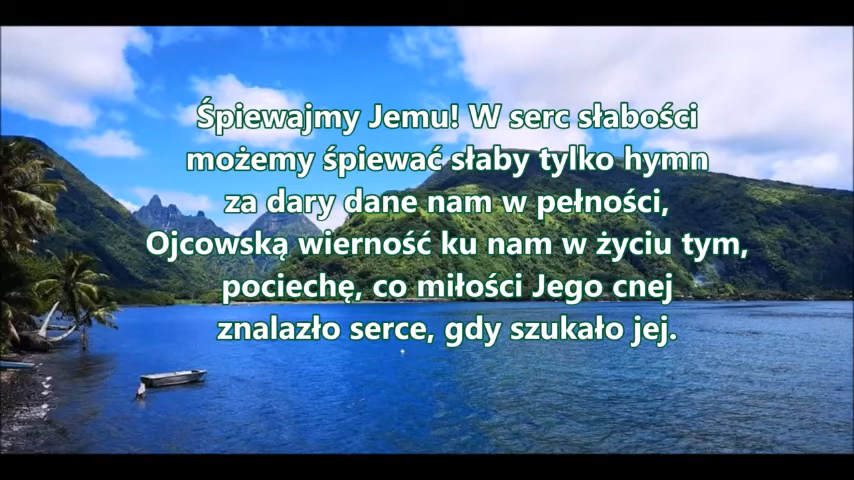 Śpiewajmy Jemu! W serc słabości
możemy śpiewać słaby tylko hymn
za dary dane nam w pełności,
Ojcowską wierność ku nam w życiu tym,
pociechę, co miłości Jego cnej
znalazło serce, gdy szukało jej.